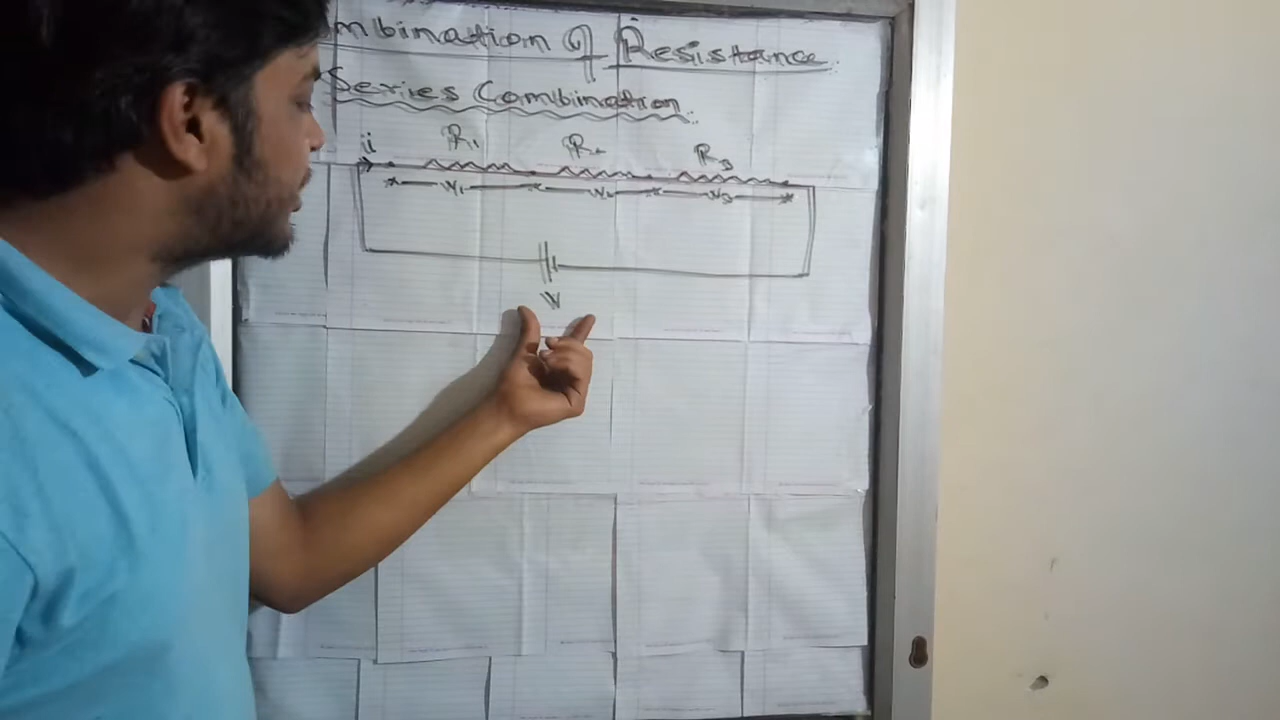 mbination of Resistance
Series Combination
i R₁ R₂ R₃
V₁ V₂ V₃
V